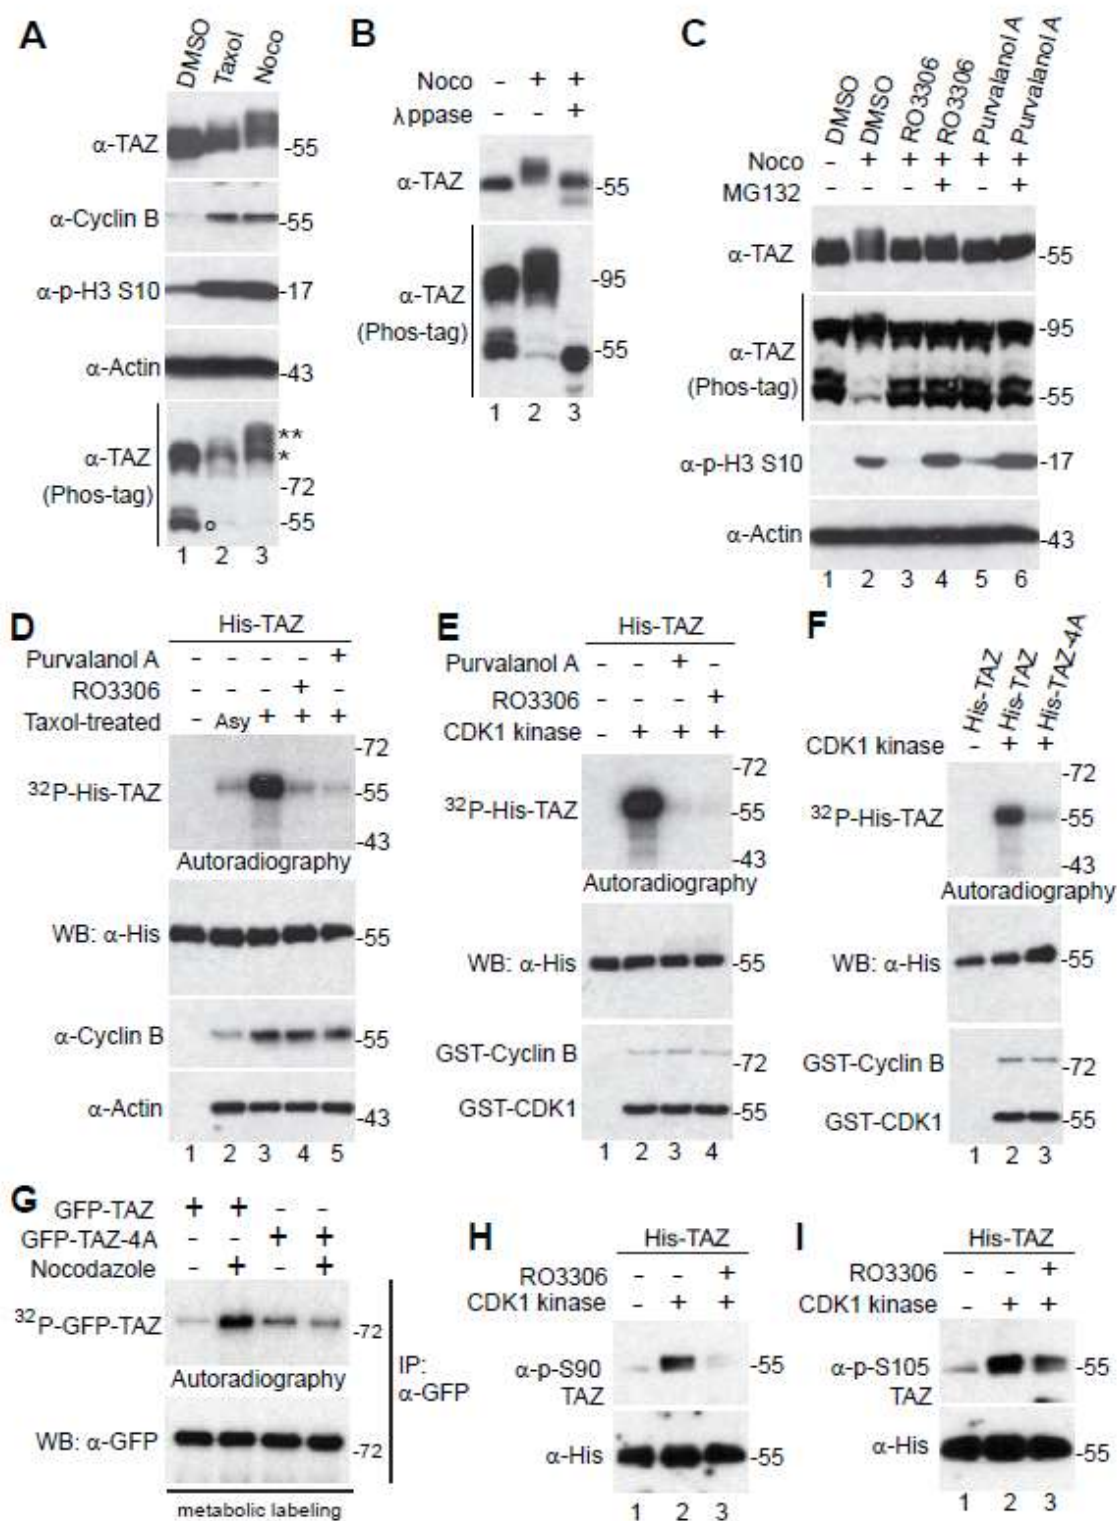 A
DMSO
Taxol
Noco
α-TAZ
-55
α-Cyclin B
-55
α-p-H3 S10
-17
α-Actin
-43
**
α-TAZ
*
(Phos-tag)
-72
°
-55
1 2 3
B
Noco - + +
λppase - - +
α-TAZ
-55
α-TAZ
-95
(Phos-tag)
-55
1 2 3
C
DMSO
DMSO
RO3306
RO3306
Purvalanol A
Purvalanol A
Noco - + + + + +
MG132 - - - + - +
α-TAZ
-55
α-TAZ
-95
(Phos-tag)
-55
α-p-H3 S10
-17
α-Actin
-43
1 2 3 4 5 6
D
His-TAZ
Purvalanol A - - - - +
RO3306 - - - + -
Taxol-treated - Asy + + +
-72
32P-His-TAZ
-55
-43
Autoradiography
WB: α-His
-55
α-Cyclin B
-55
α-Actin
-43
1 2 3 4 5
E
His-TAZ
Purvalanol A - - + -
RO3306 - - - +
CDK1 kinase - + + +
-72
32P-His-TAZ
-55
-43
Autoradiography
WB: α-His
-55
GST-Cyclin B
-72
GST-CDK1
-55
1 2 3 4
F
His-TAZ
His-TAZ
His-TAZ-4A
CDK1 kinase - + +
-72
32P-His-TAZ
-55
-43
Autoradiography
WB: α-His
-55
GST-Cyclin B
-72
GST-CDK1
-55
1 2 3
G
GFP-TAZ + + - -
GFP-TAZ-4A - - + +
Nocodazole - + - +
32P-GFP-TAZ
-72
Autoradiography
IP:
α-GFP
WB: α-GFP
-72
metabolic labeling
H
His-TAZ
RO3306 - - +
CDK1 kinase - + +
α-p-S90
TAZ
-55
α-His
-55
1 2 3
I
His-TAZ
RO3306 - - +
CDK1 kinase - + +
α-p-S105
TAZ
-55
α-His
-55
1 2 3